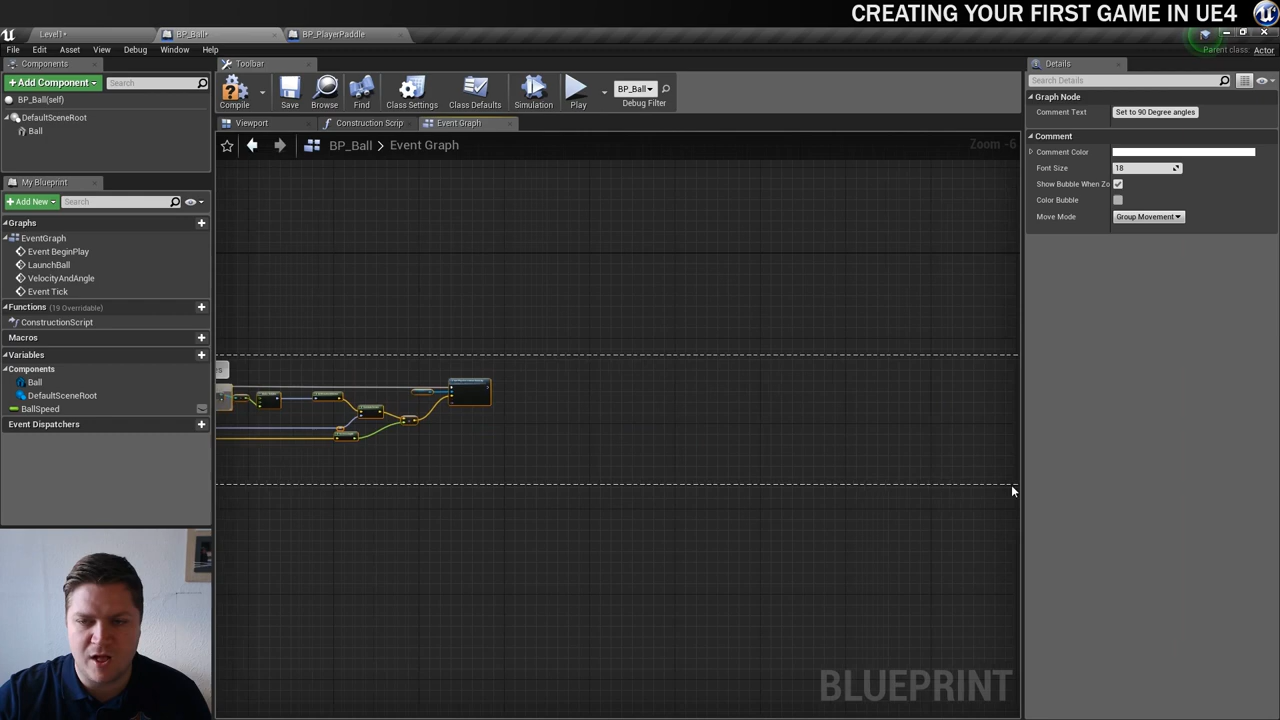 CREATING YOUR FIRST GAME IN UE4
Level1*
BP_Ball*
BP_PlayerPaddle
File Edit Asset View Debug Window Help
Parent class: Actor
Components
Toolbar
Details
+Add Component
Search
Search Details
BP_Ball(self)
DefaultSceneRoot
Ball
Compile
Save
Browse
Find
Class Settings
Class Defaults
Simulation
Play
BP_Ball
Debug Filter
Graph Node
Comment Text
Set to 90 Degree angles
Viewport
Construction Scrip
Event Graph
Comment
BP_Ball > Event Graph
Zoom -6
Comment Color
Font Size
18
Show Bubble When Zo
Color Bubble
Move Mode
Group Movement
My Blueprint
+Add New
Search
Graphs
EventGraph
Event BeginPlay
LaunchBall
VelocityAndAngle
Event Tick
Functions (19 Overridable)
ConstructionScript
Macros
Variables
Components
Ball
DefaultSceneRoot
BallSpeed
Event Dispatchers
es
BLUEPRINT